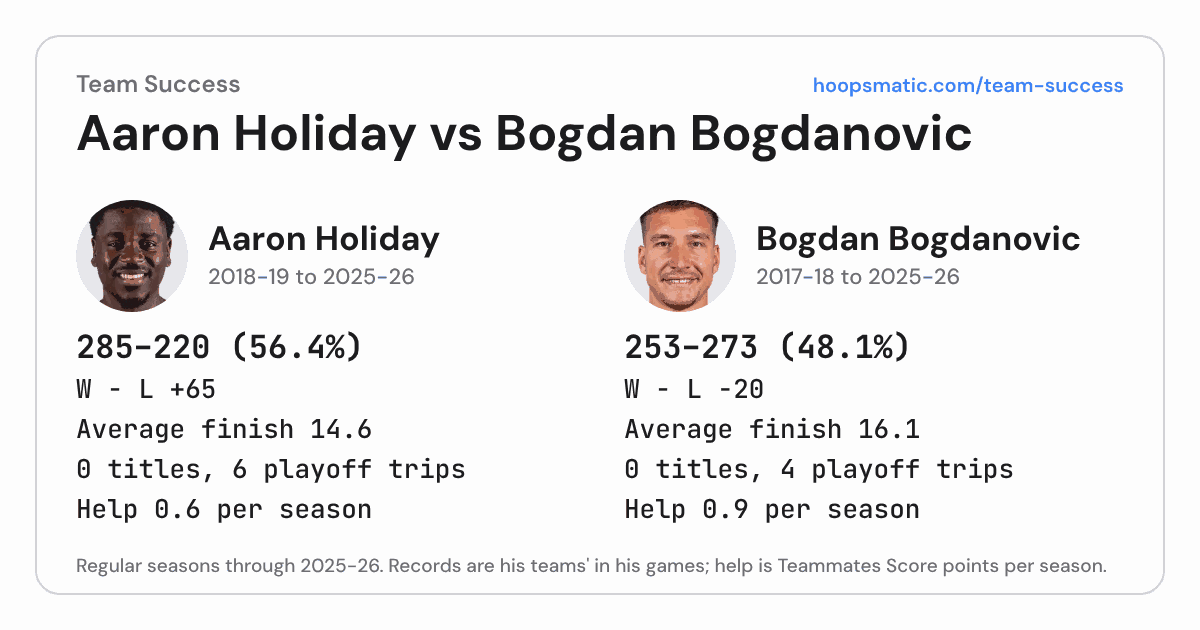 Team Success
hoopsmatic.com/team-success
Aaron Holiday vs Bogdan Bogdanovic
Aaron Holiday
2018–19 to 2025–26
285–220 (56.4%)
W - L +65
Average finish 14.6
0 titles, 6 playoff trips
Help 0.6 per season
Bogdan Bogdanovic
2017–18 to 2025–26
253–273 (48.1%)
W - L -20
Average finish 16.1
0 titles, 4 playoff trips
Help 0.9 per season
Regular seasons through 2025-26. Records are his teams' in his games; help is Teammates Score points per season.